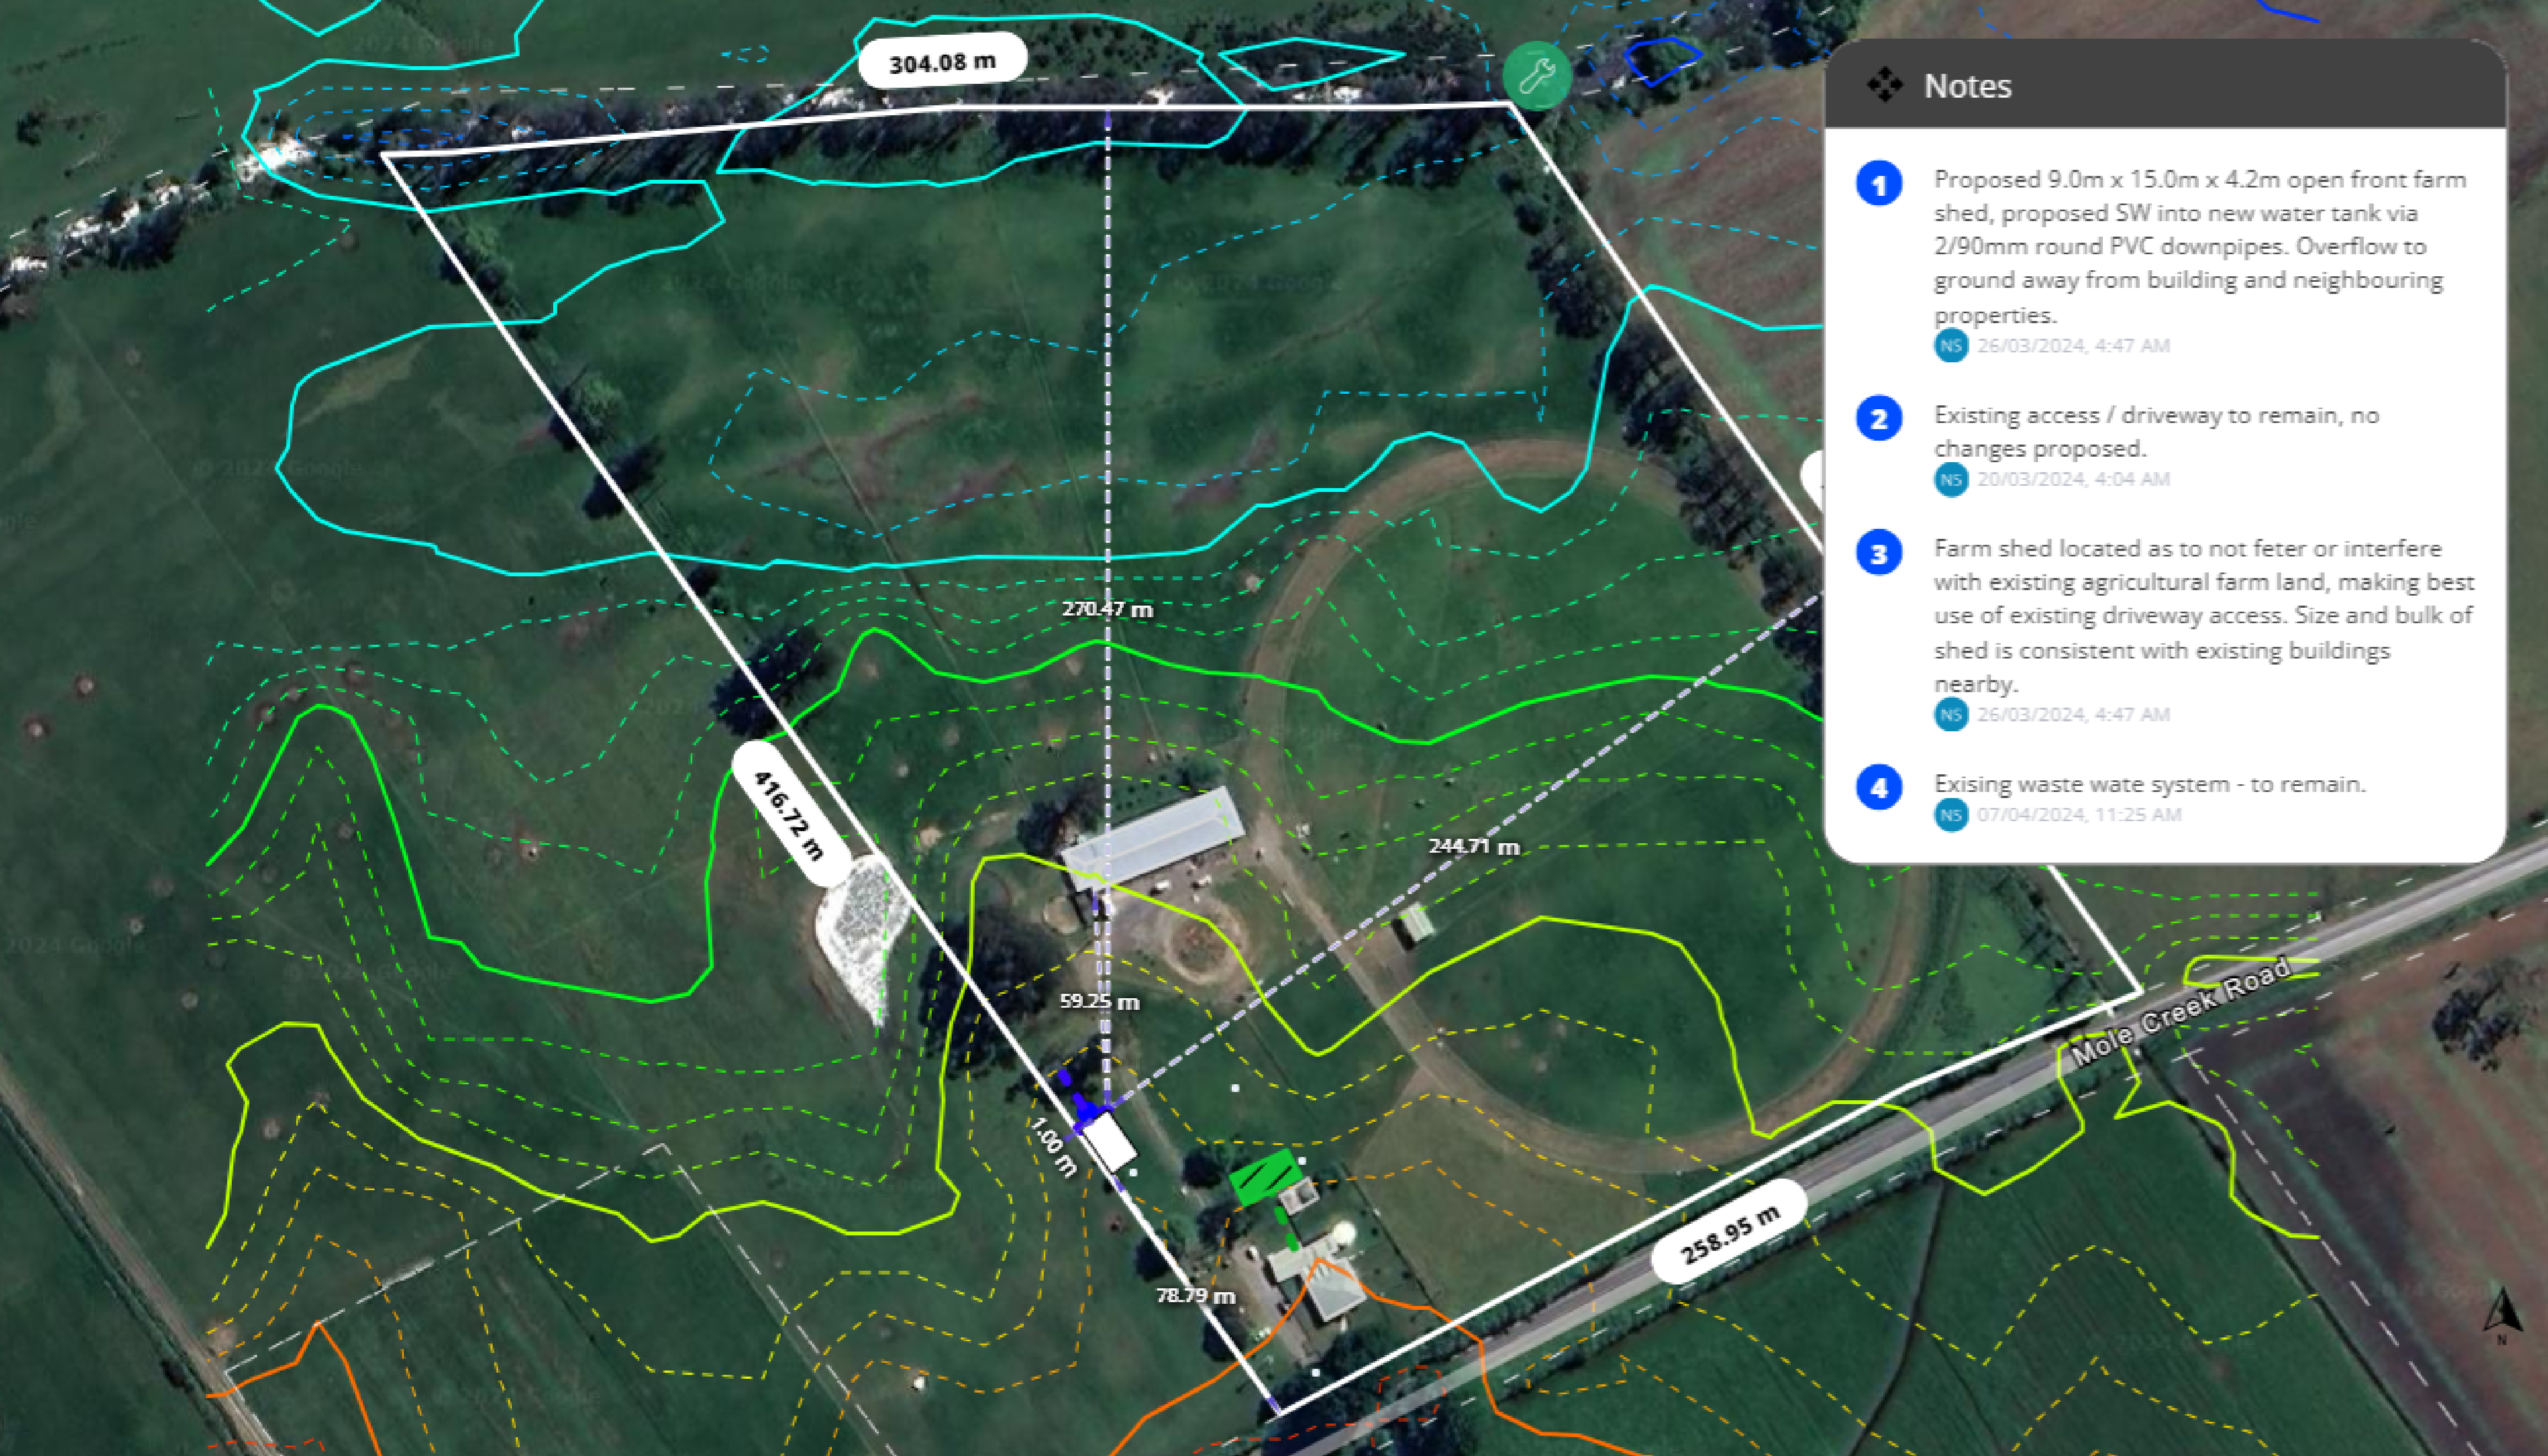 304.08 m
Notes
1
Proposed 9.0m x 15.0m x 4.2m open front farm
shed, proposed SW into new water tank via
2/90mm round PVC downpipes. Overflow to
ground away from building and neighbouring
properties.
NS 26/03/2024, 4:47 AM
2
Existing access / driveway to remain, no
changes proposed.
NS 20/03/2024, 4:04 AM
3
Farm shed located as to not feter or interfere
with existing agricultural farm land, making best
use of existing driveway access. Size and bulk of
shed is consistent with existing buildings
nearby.
NS 26/03/2024, 4:47 AM
4
Exising waste wate system - to remain.
NS 07/04/2024, 11:25 AM
270.47 m
416.72 m
244.71 m
59.25 m
Mole Creek Road
1.00 m
258.95 m
78.79 m
N
2024 Google